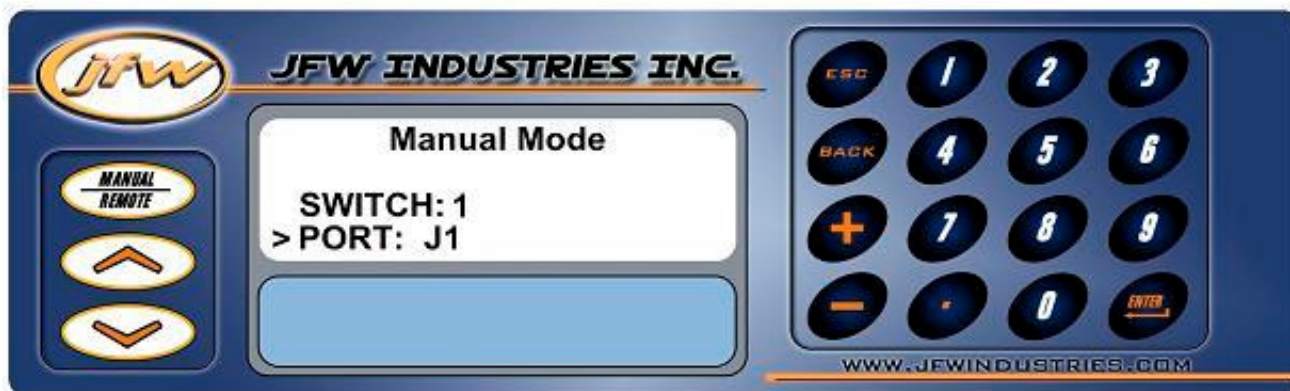 jfw
JFW INDUSTRIES INC.
Manual Mode
SWITCH: 1
> PORT: J1
MANUAL
REMOTE
ESC 1 2 3
BACK 4 5 6
+ 7 8 9
- . 0 ENTER
WWW.JFWINDUSTRIES.COM